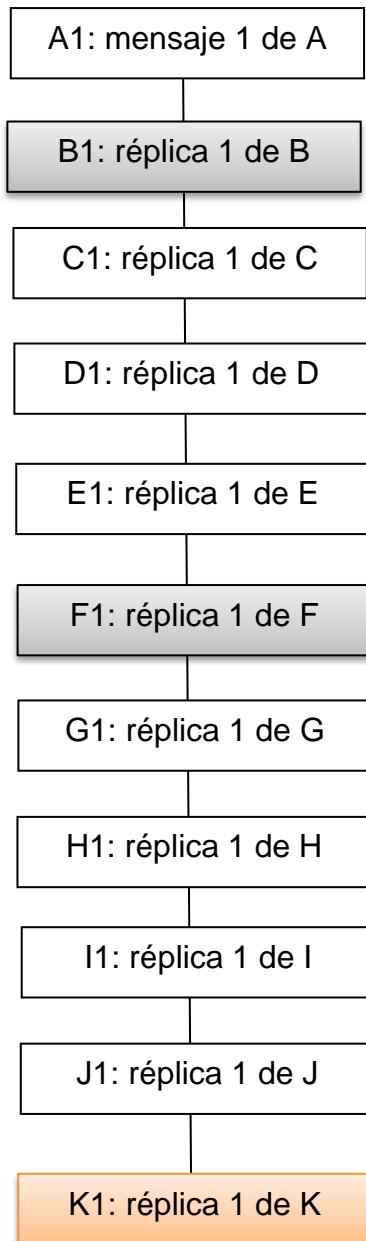 A1: mensaje 1 de A
B1: réplica 1 de B
C1: réplica 1 de C
D1: réplica 1 de D
E1: réplica 1 de E
F1: réplica 1 de F
G1: réplica 1 de G
H1: réplica 1 de H
I1: réplica 1 de I
J1: réplica 1 de J
K1: réplica 1 de K